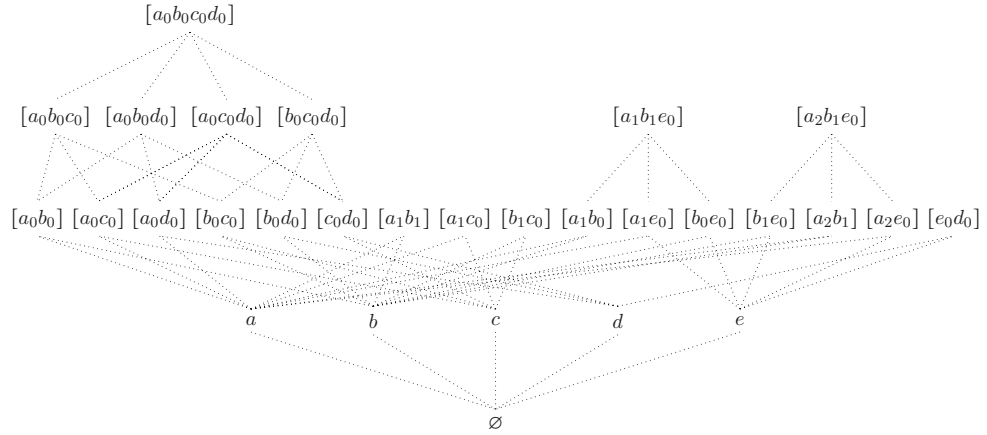 [a₀b₀c₀d₀]
[a₀b₀c₀] [a₀b₀d₀] [a₀c₀d₀] [b₀c₀d₀] [a₁b₁e₀] [a₂b₁e₀]
[a₀b₀] [a₀c₀] [a₀d₀] [b₀c₀] [b₀d₀] [c₀d₀] [a₁b₁] [a₁c₀] [b₁c₀] [a₁b₀] [a₁e₀] [b₀e₀] [b₁e₀] [a₂b₁] [a₂e₀] [e₀d₀]
a b c d e
∅